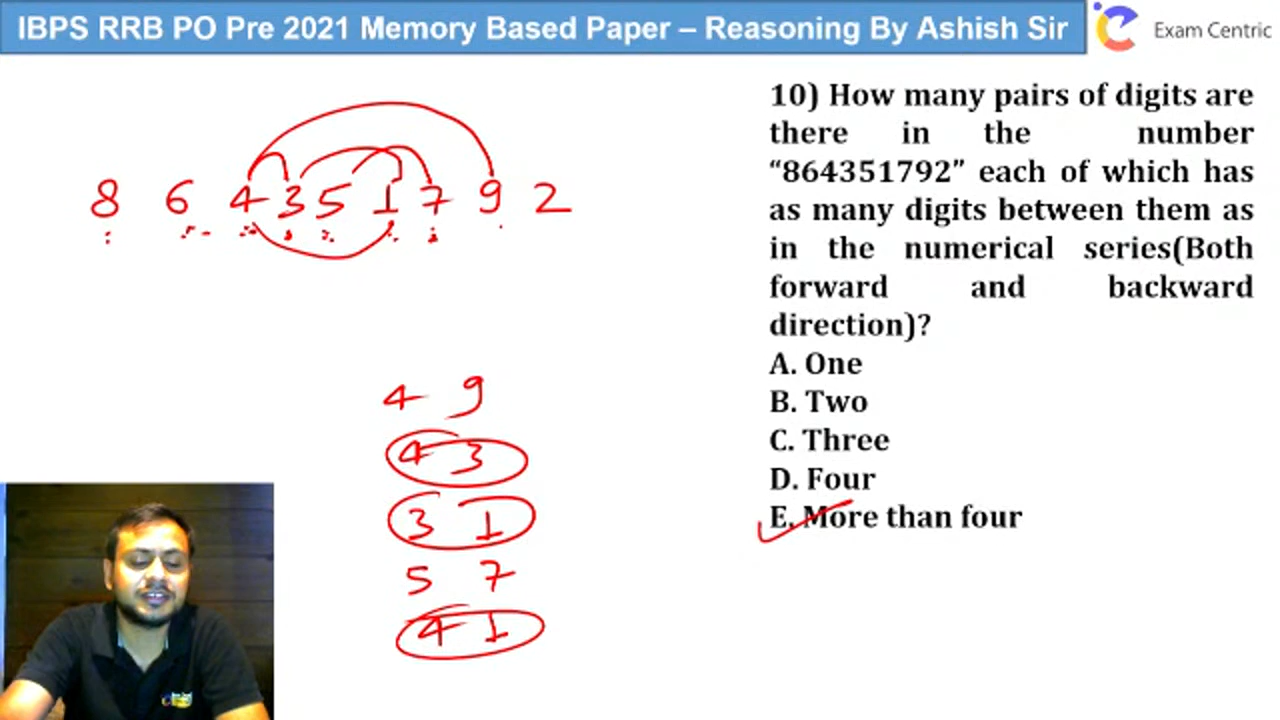 IBPS RRB PO Pre 2021 Memory Based Paper – Reasoning By Ashish Sir
Exam Centric
10) How many pairs of digits are
there in the number
“864351792” each of which has
as many digits between them as
in the numerical series(Both
forward and backward
direction)?
A. One
B. Two
C. Three
D. Four
E. More than four
8 6 4 3 5 1 7 9 2
4 9
4 3
3 1
5 7
4 1